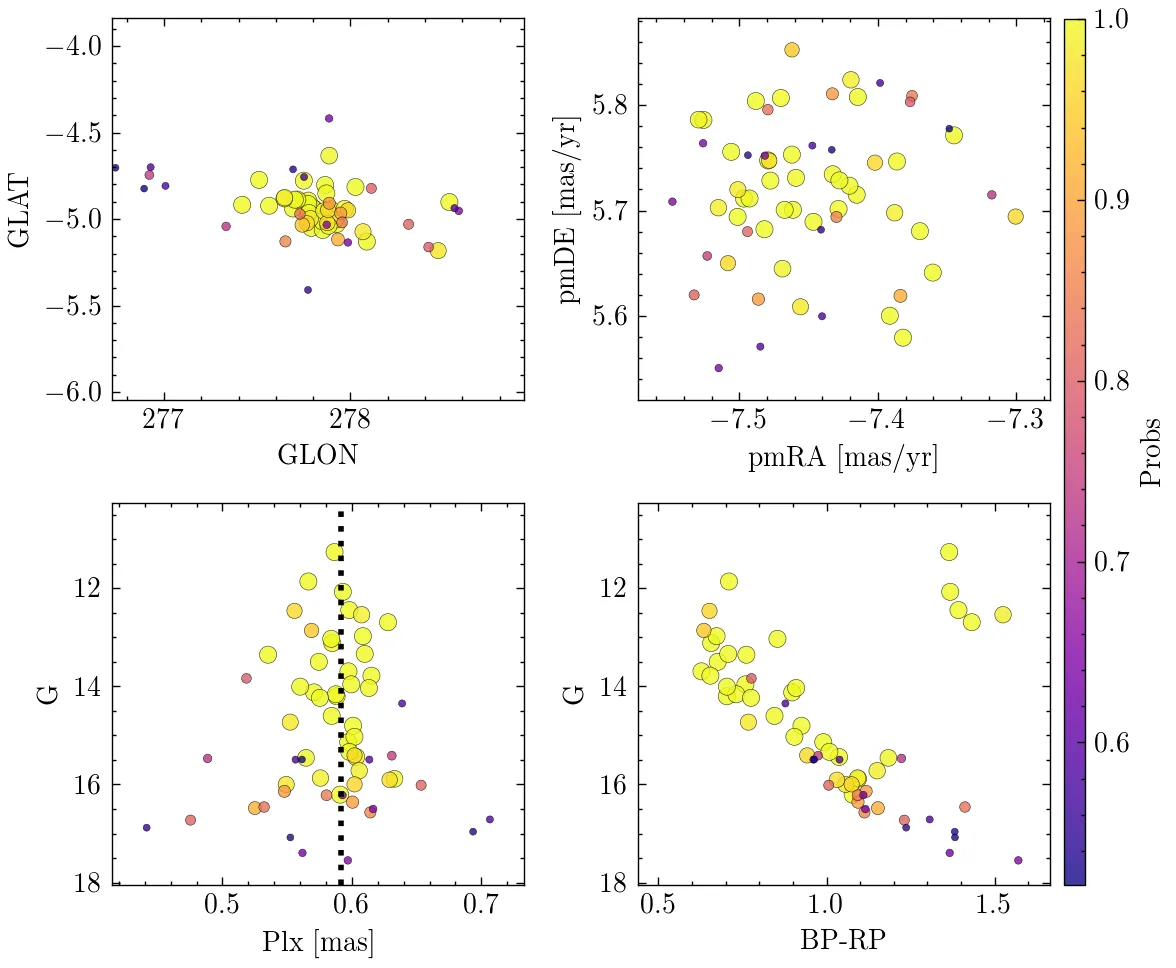 −4.0
−4.5
−5.0
−5.5
−6.0
GLAT
277 278
GLON
5.8
5.7
5.6
pmDE [mas/yr]
−7.5 −7.4 −7.3
pmRA [mas/yr]
1.0
0.9
0.8
0.7
0.6
Probs
12
14
16
18
G
0.5 0.6 0.7
Plx [mas]
12
14
16
18
G
0.5 1.0 1.5
BP-RP